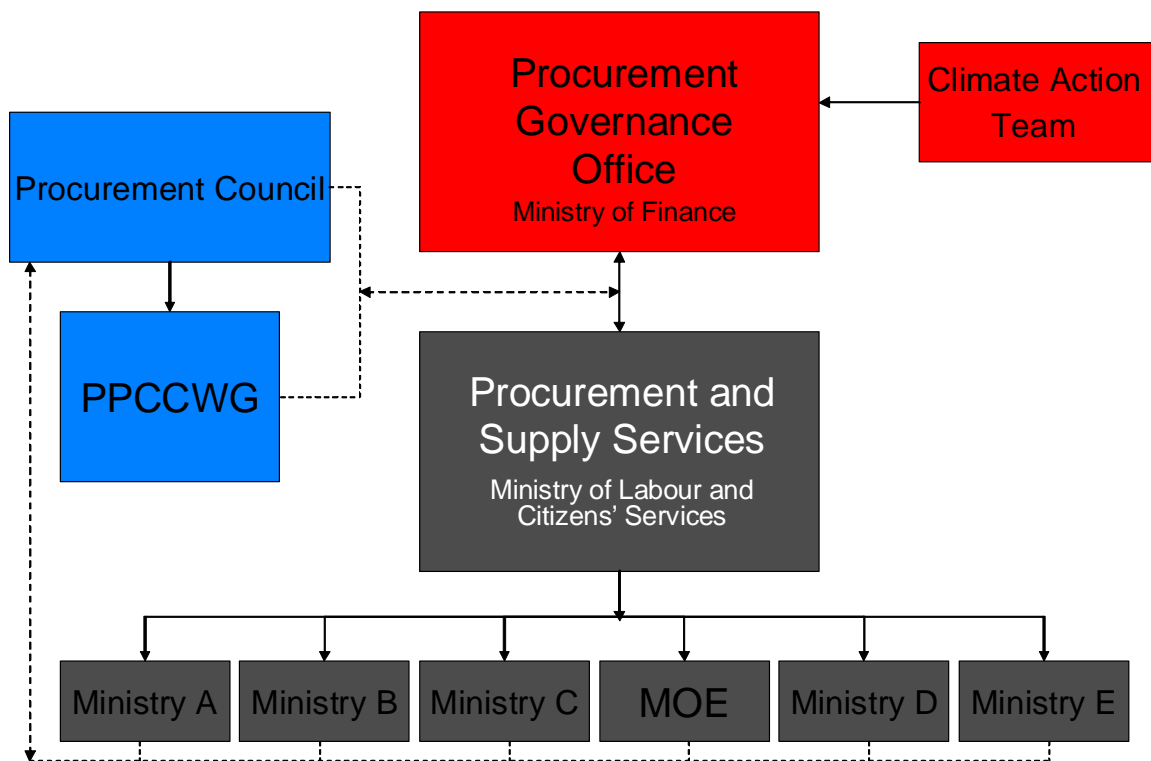 Procurement
Governance
Office
Ministry of Finance
Climate Action
Team
Procurement Council
PPCCWG
Procurement and
Supply Services
Ministry of Labour and
Citizens’ Services
Ministry A
Ministry B
Ministry C
MOE
Ministry D
Ministry E